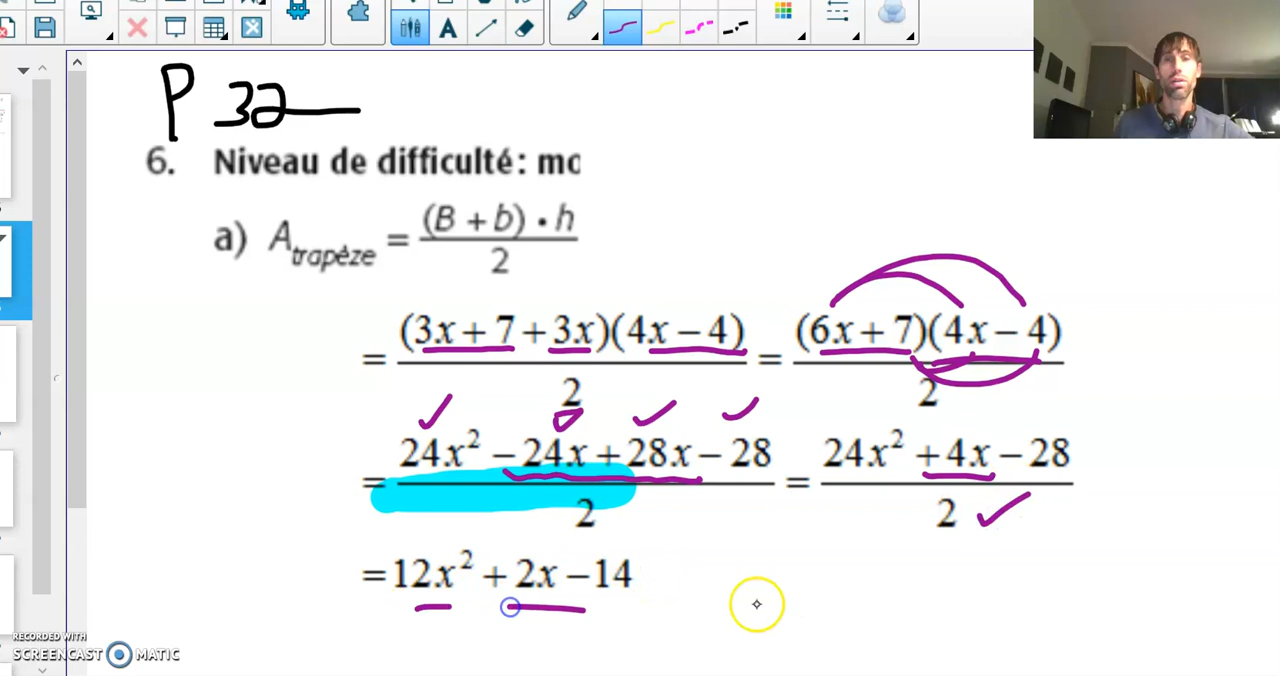 P 32
6. Niveau de difficulté : mo
a) A trapèze = (B + b) • h / 2
= (3x + 7 + 3x)(4x − 4) / 2 = (6x + 7)(4x − 4) / 2
= 24x² − 24x + 28x − 28 / 2 = 24x² + 4x − 28 / 2
= 12x² + 2x − 14
RECORDED WITH
SCREENCAST MATIC